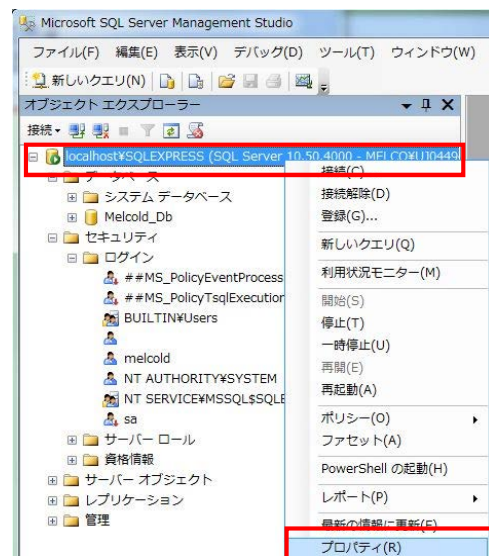 Microsoft SQL Server Management Studio
ファイル(F) 編集(E) 表示(V) デバッグ(D) ツール(T) ウィンドウ(W)
新しいクエリ(N)
オブジェクト エクスプローラー
接続
localhost¥SQLEXPRESS (SQL Server 10.50.4000 - MELCO¥U10449
データベース
システム データベース
Melcold_Db
セキュリティ
ログイン
##MS_PolicyEventProcess
##MS_PolicyTsqlExecution
BUILTIN¥Users
melcold
NT AUTHORITY¥SYSTEM
NT SERVICE¥MSSQL$SQLE
sa
サーバー ロール
資格情報
サーバー オブジェクト
レプリケーション
管理
接続(C)
接続解除(D)
登録(G)...
新しいクエリ(Q)
利用状況モニター(M)
開始(S)
停止(T)
一時停止(U)
再開(E)
再起動(A)
ポリシー(O)
ファセット(A)
PowerShell の起動(H)
レポート(P)
最新の情報に更新(F)
プロパティ(R)